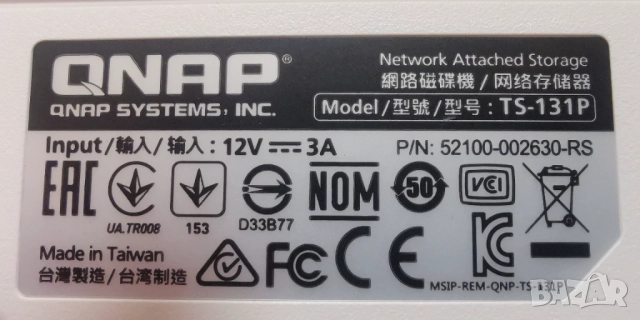 QNAP®
QNAP SYSTEMS, INC.
Network Attached Storage
網路磁碟機 / 网络存储器
Model/型號/型号: TS-131P
Input/輸入/输入: 12V⎓3A
P/N: 52100-002630-RS
EAC
UA.TR008
153
D33B77
NOM
50
VCI
Made in Taiwan
台灣製造/台湾制造
FC CE
MSIP-REM-QNP-TS-131P
bazar.bg